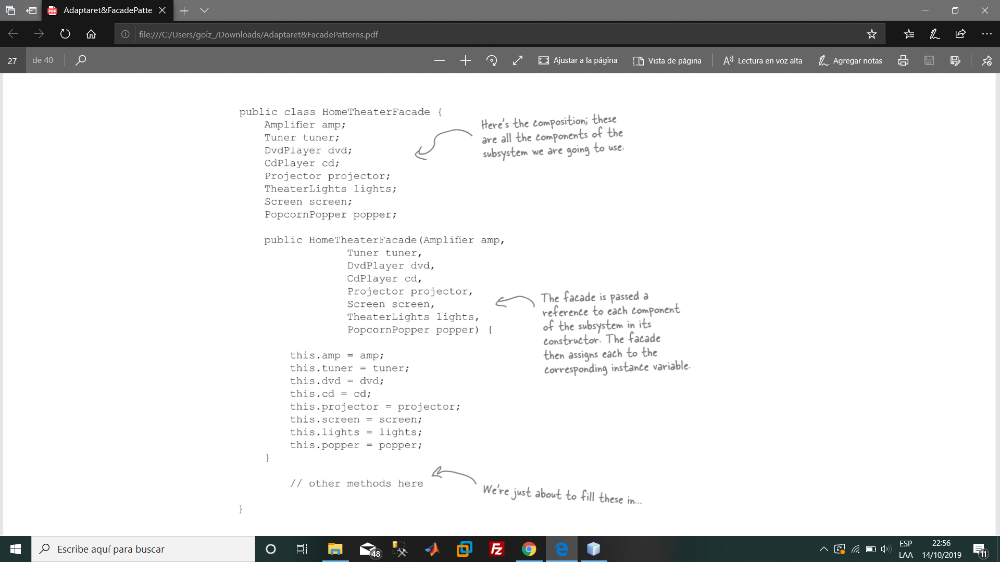 Adaptaret&FacadePatte
file:///C:/Users/goiz_/Downloads/Adaptaret&FacadePatterns.pdf
27 de 40 Ajustar a la página Vista de página Lectura en voz alta Agregar notas
public class HomeTheaterFacade {
Amplifier amp;
Tuner tuner;
DvdPlayer dvd;
CdPlayer cd;
Projector projector;
TheaterLights lights;
Screen screen;
PopcornPopper popper;
Here's the composition; these
are all the components of the
subsystem we are going to use.
public HomeTheaterFacade(Amplifier amp,
Tuner tuner,
DvdPlayer dvd,
CdPlayer cd,
Projector projector,
Screen screen,
TheaterLights lights,
PopcornPopper popper) {
The facade is passed a
reference to each component
of the subsystem in its
constructor. The facade
then assigns each to the
corresponding instance variable.
this.amp = amp;
this.tuner = tuner;
this.dvd = dvd;
this.cd = cd;
this.projector = projector;
this.screen = screen;
this.lights = lights;
this.popper = popper;
}
// other methods here
We're just about to fill these in...
}
Escribe aquí para buscar
48
ESP
LAA
22:56
14/10/2019
11